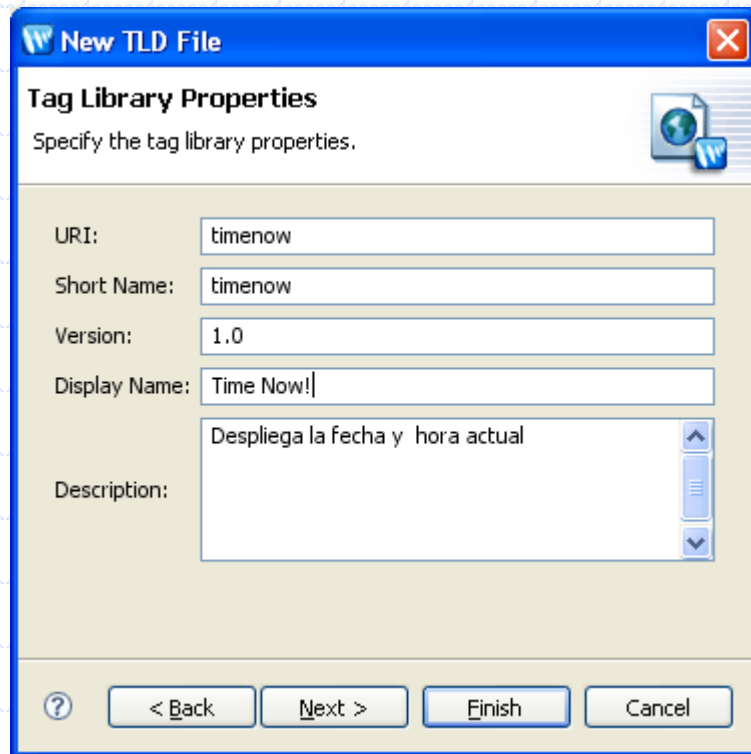 New TLD File
Tag Library Properties
Specify the tag library properties.
URI: timenow
Short Name: timenow
Version: 1.0
Display Name: Time Now!
Description: Despliega la fecha y  hora actual
< Back Next > Finish Cancel